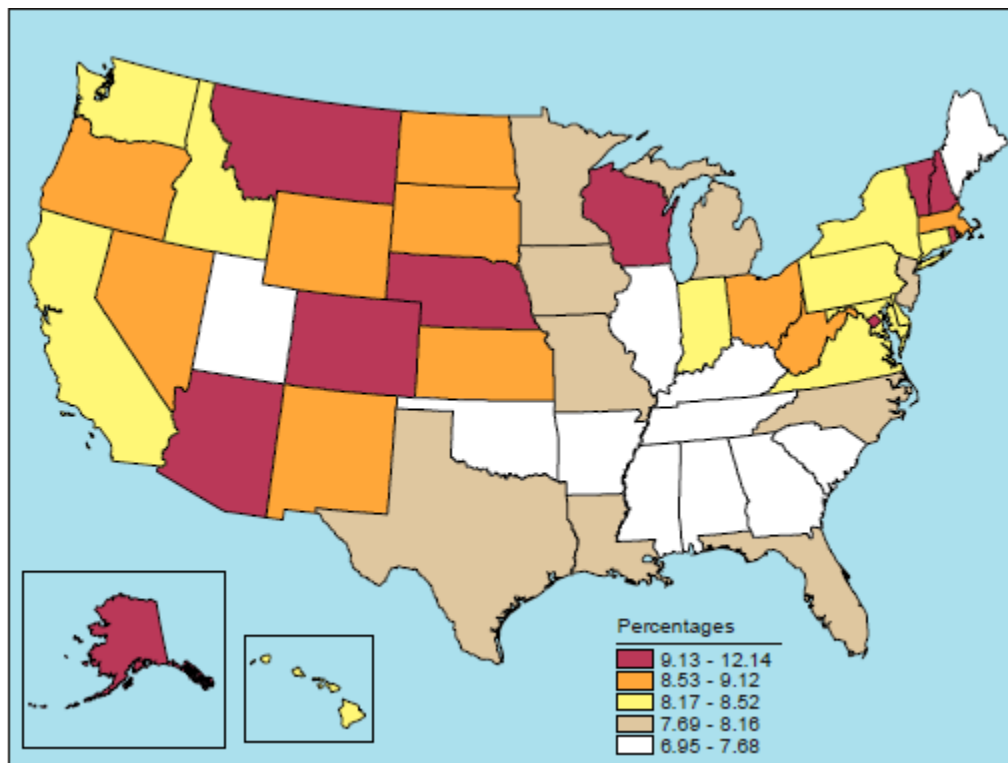 Percentages
9.13 - 12.14
8.53 - 9.12
8.17 - 8.52
7.69 - 8.16
6.95 - 7.68